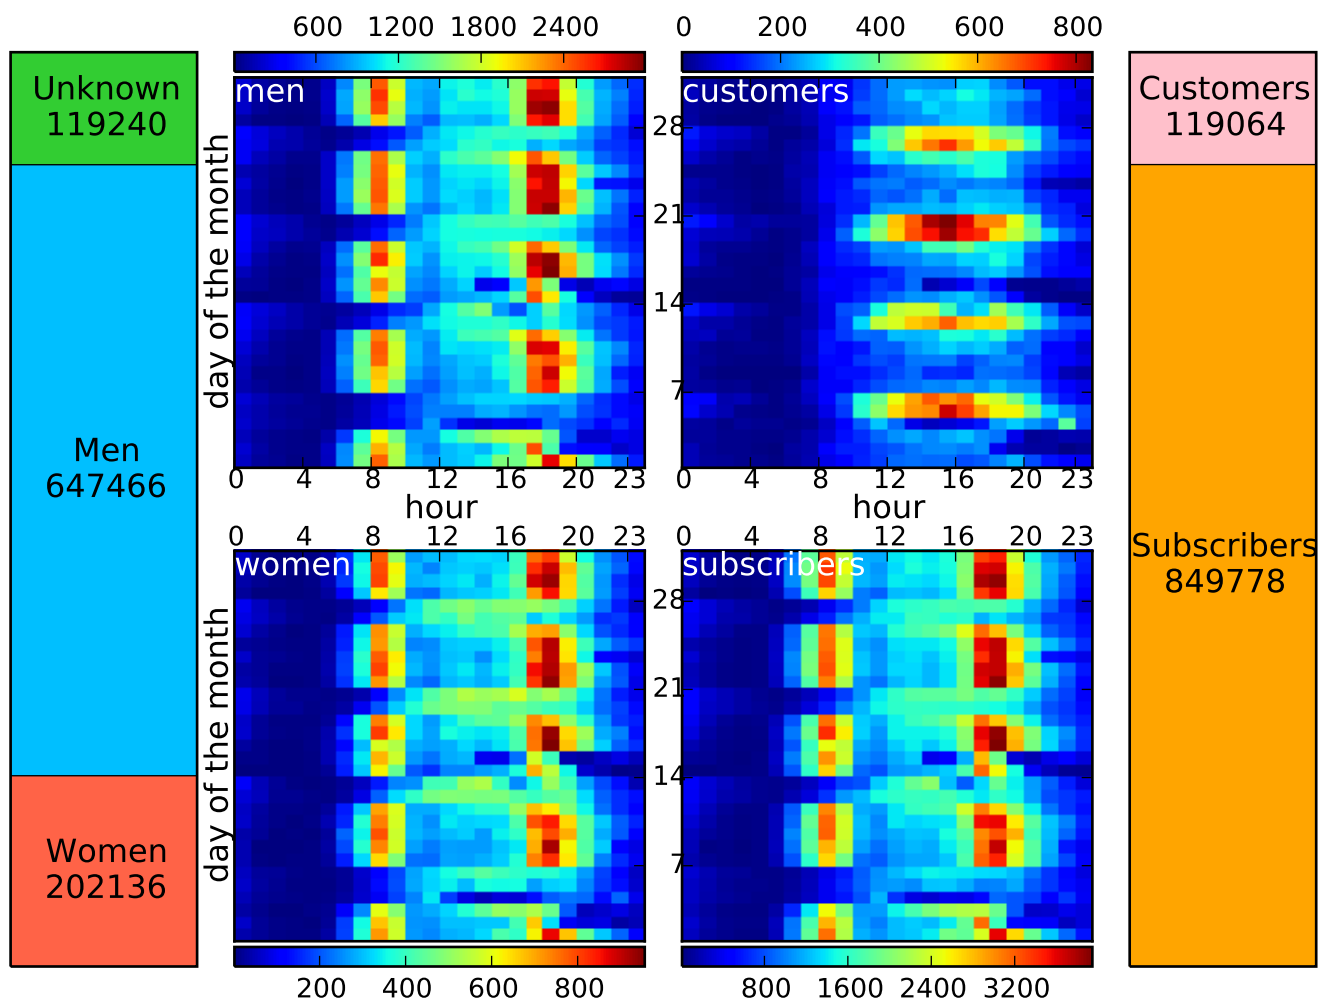 600 1200 1800 2400
0 200 400 600 800
Unknown
119240
Men
647466
Women
202136
men
customers
Customers
119064
Subscribers
849778
day of the month
28
21
14
7
0 4 8 12 16 20 23
hour
0 4 8 12 16 20 23
hour
0 4 8 12 16 20 23
0 4 8 12 16 20 23
women
subscribers
day of the month
28
21
14
7
200 400 600 800
800 1600 2400 3200